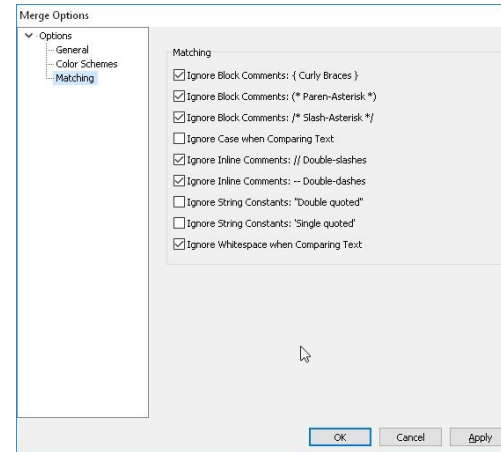 Merge Options
Options
General
Color Schemes
Matching
Matching
Ignore Block Comments: { Curly Braces }
Ignore Block Comments: (* Paren-Asterisk *)
Ignore Block Comments: /* Slash-Asterisk */
Ignore Case when Comparing Text
Ignore Inline Comments: // Double-slashes
Ignore Inline Comments: -- Double-dashes
Ignore String Constants: "Double quoted"
Ignore String Constants: 'Single quoted'
Ignore Whitespace when Comparing Text
OK Cancel Apply